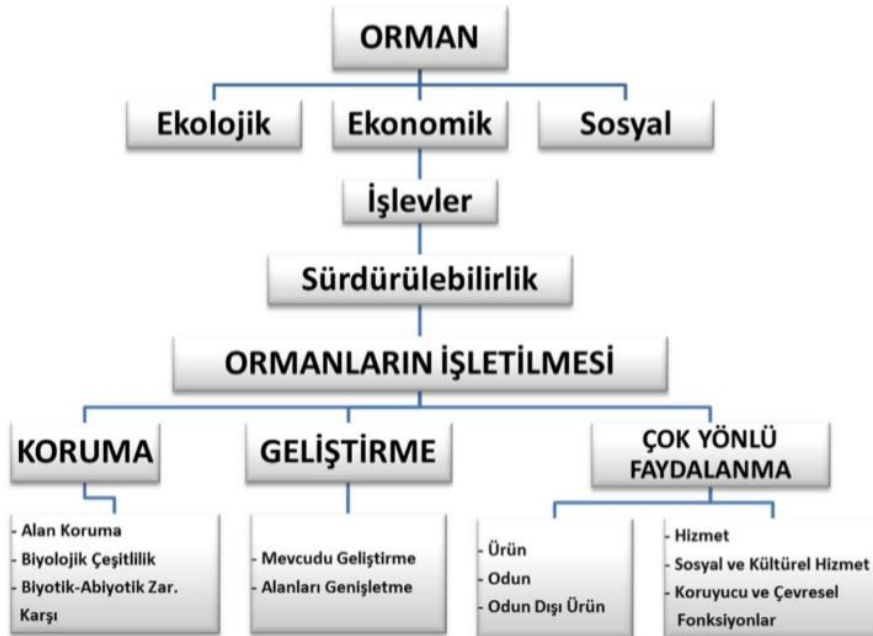 ORMAN
Ekolojik
Ekonomik
Sosyal
İşlevler
Sürdürülebilirlik
ORMANLARIN İŞLETİLMESİ
KORUMA
GELİŞTİRME
ÇOK YÖNLÜ
FAYDALANMA
- Alan Koruma
- Biyolojik Çeşitlilik
- Biyotik-Abiyotik Zar.
Karşı
- Mevcudu Geliştirme
- Alanları Genişletme
- Ürün
- Odun
- Odun Dışı Ürün
- Hizmet
- Sosyal ve Kültürel Hizmet
- Koruyucu ve Çevresel
Fonksiyonlar